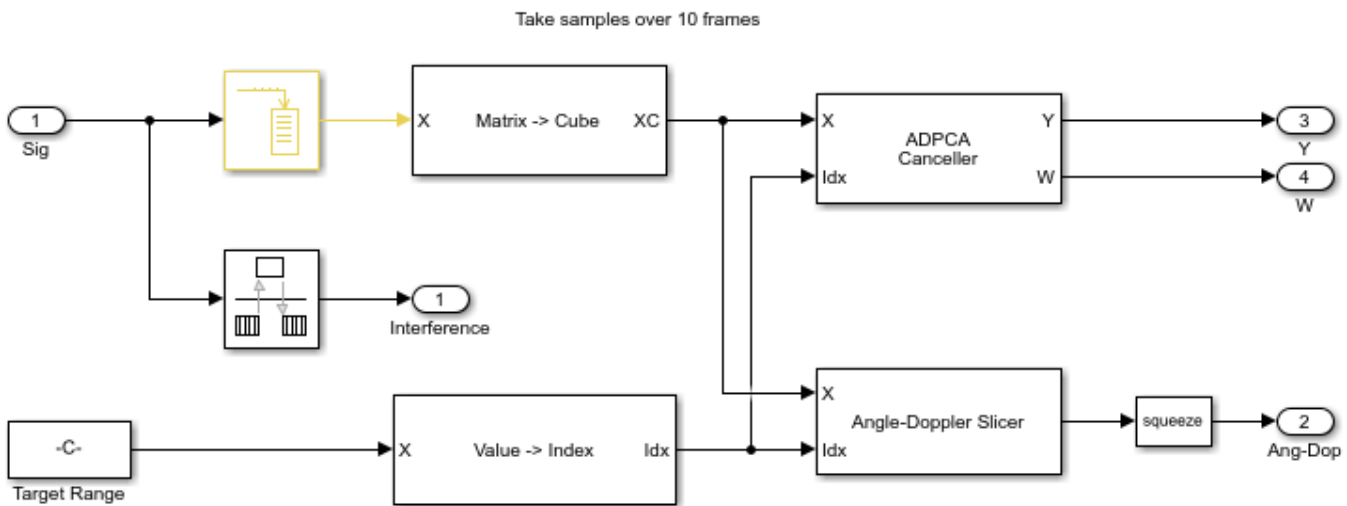 Take samples over 10 frames
1
Sig
X
Matrix -> Cube
XC
X
Idx
ADPCA
Canceller
Y
W
3
Y
4
W
1
Interference
-C-
Target Range
X
Value -> Index
Idx
X
Idx
Angle-Doppler Slicer
squeeze
2
Ang-Dop